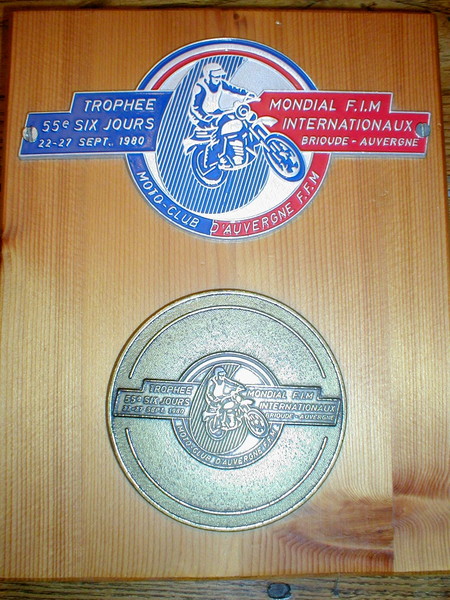 TROPHEE MONDIAL F.I.M
55e SIX JOURS INTERNATIONAUX
22-27 SEPT.. 1980 BRIOUDE - AUVERGNE
MOTO-CLUB D'AUVERGNE F.F.M
TROPHEE MONDIAL F.I.M
55e SIX JOURS INTERNATIONAUX
22-27 SEPT. 1980 BRIOUDE - AUVERGNE
MOTO-CLUB D'AUVERGNE F.F.M